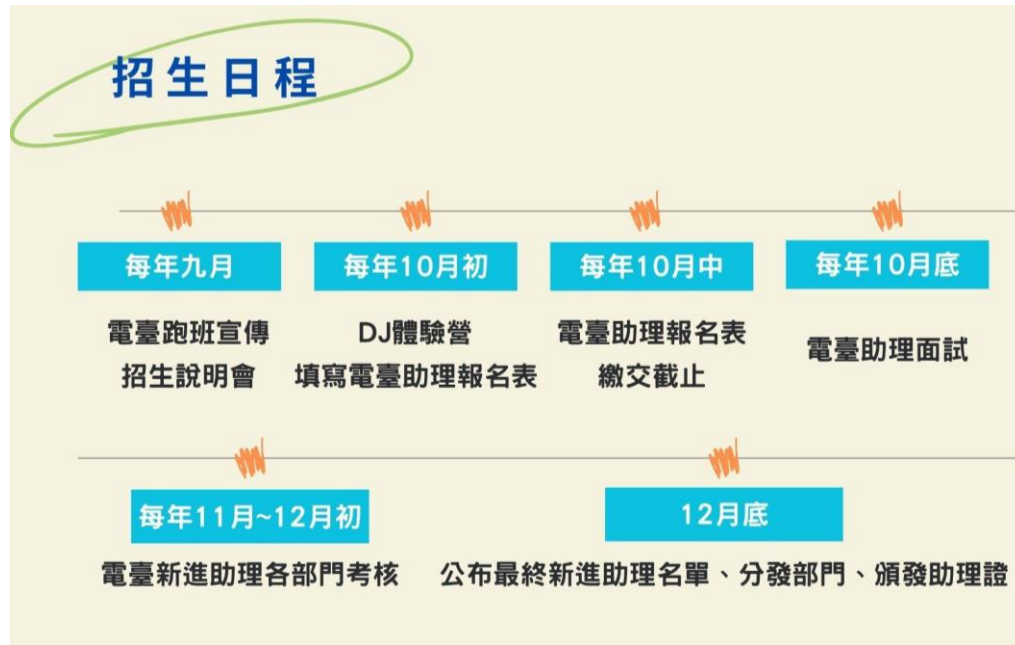 招生日程
每年九月
電臺跑班宣傳
招生說明會
每年10月初
DJ體驗營
填寫電臺助理報名表
每年10月中
電臺助理報名表
繳交截止
每年10月底
電臺助理面試
每年11月~12月初
電臺新進助理各部門考核
12月底
公布最終新進助理名單、分發部門、頒發助理證